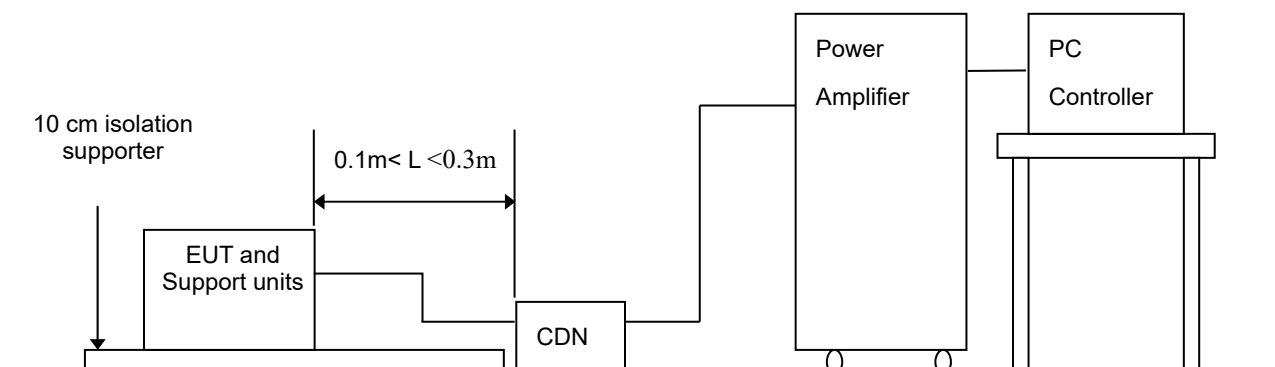 10 cm isolation
supporter
0.1m< L <0.3m
EUT and
Support units
CDN
Power
Amplifier
PC
Controller